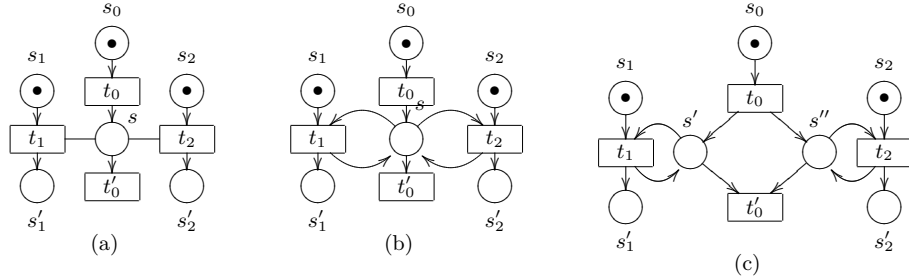 s₀
s₁ s₂
t₀
s
t₁ t₂
t′₀
s′₁ s′₂
(a)
s₀
s₁ s₂
t₀
s
t₁ t₂
t′₀
s′₁ s′₂
(b)
s₀
s₁ s₂
t₀
s′ s″
t₁ t₂
t′₀
s′₁ s′₂
(c)